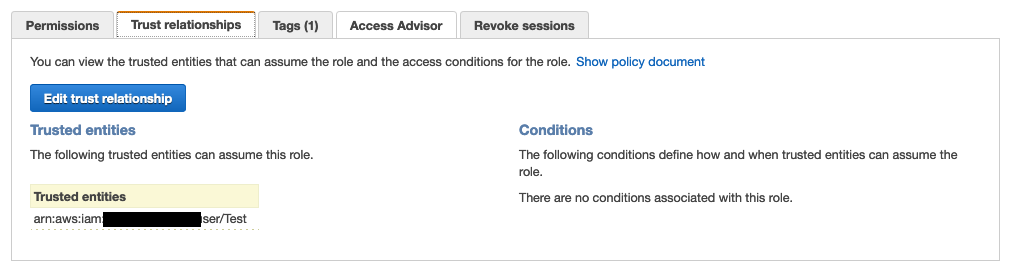 Permissions
Trust relationships
Tags (1)
Access Advisor
Revoke sessions
You can view the trusted entities that can assume the role and the access conditions for the role. Show policy document
Edit trust relationship
Trusted entities
The following trusted entities can assume this role.
Trusted entities
arn:aws:iam: ser/Test
Conditions
The following conditions define how and when trusted entities can assume the
role.
There are no conditions associated with this role.